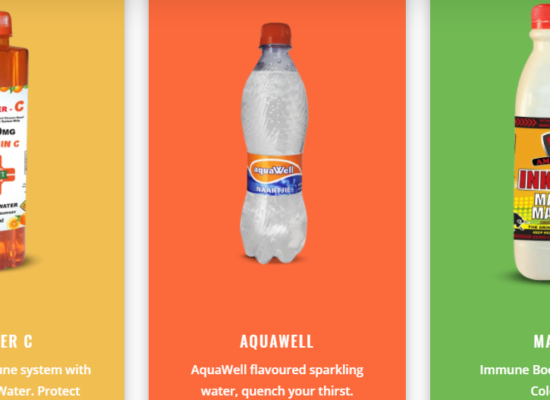 ER - C
0MG
IN C
WATER
aquaWell
NAARTJIE
INK
MA
MA
ER C
une system with
Water. Protect
AQUAWELL
AquaWell flavoured sparkling
water, quench your thirst.
MA
Immune Boo
Col